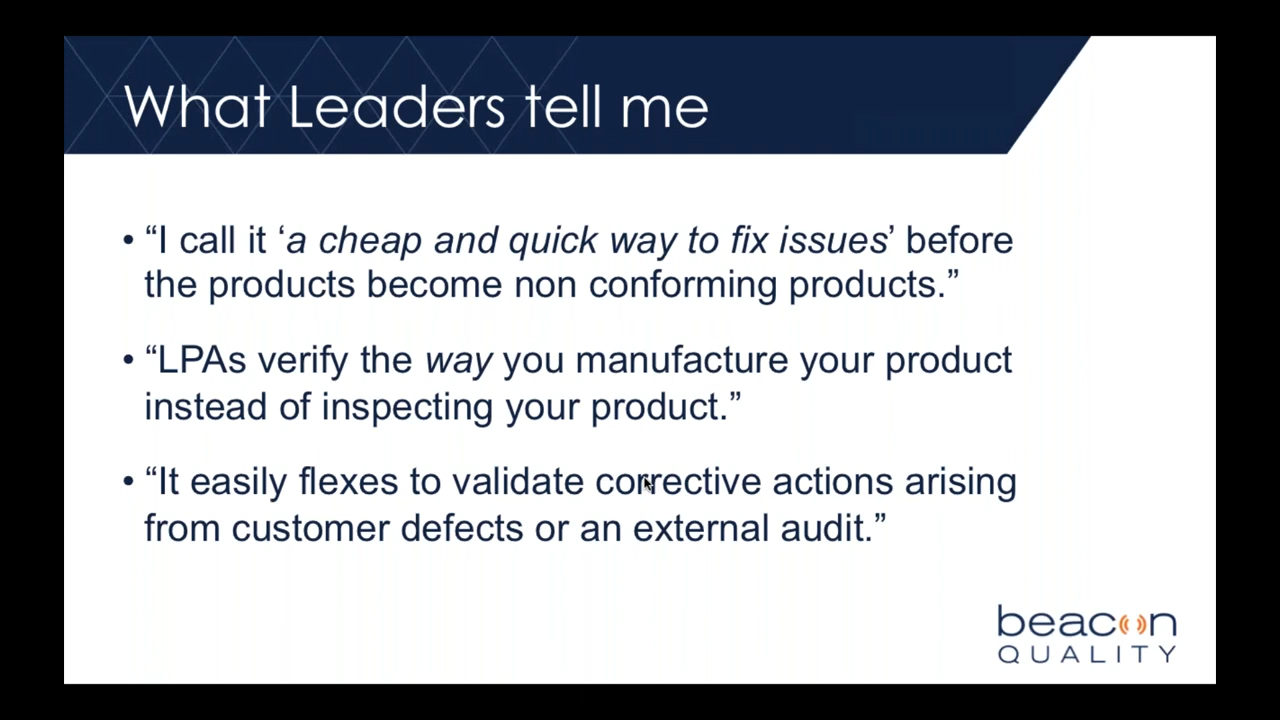 What Leaders tell me
• “I call it ‘a cheap and quick way to fix issues’ before
the products become non conforming products.”
• “LPAs verify the way you manufacture your product
instead of inspecting your product.”
• “It easily flexes to validate corrective actions arising
from customer defects or an external audit.”
beacon
QUALITY